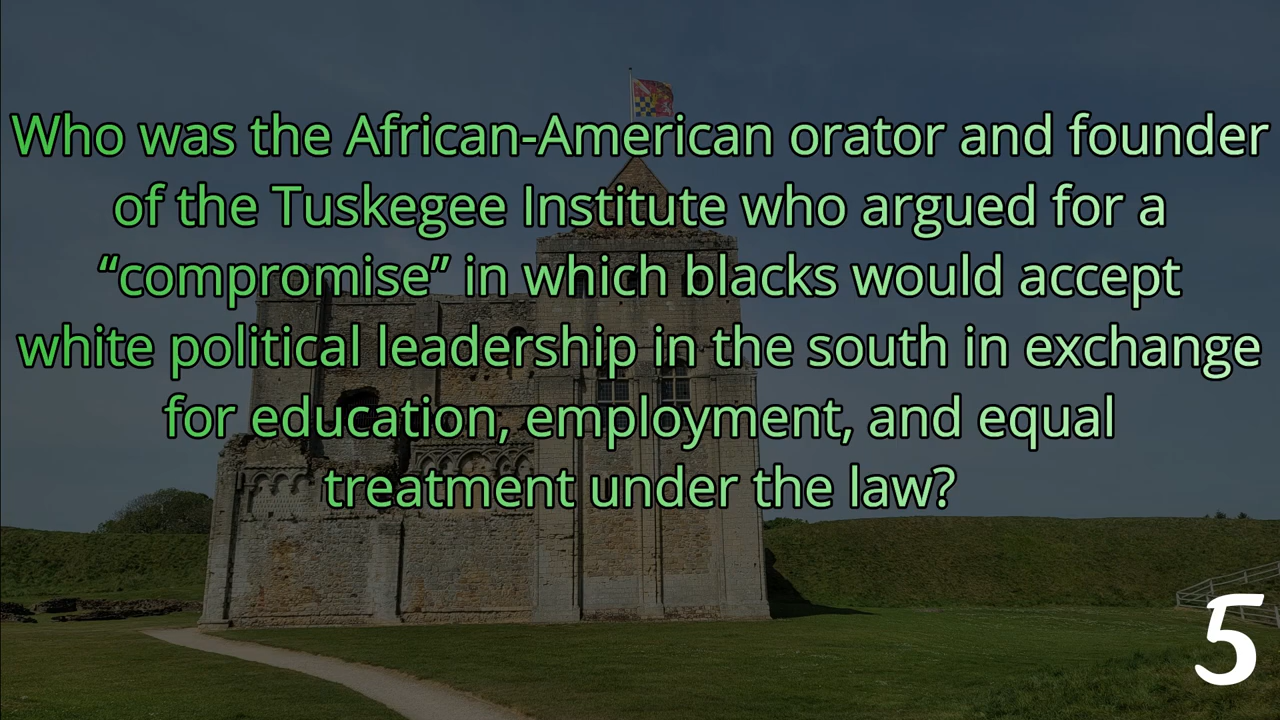 Who was the African-American orator and founder
of the Tuskegee Institute who argued for a
“compromise” in which blacks would accept
white political leadership in the south in exchange
for education, employment, and equal
treatment under the law?
5